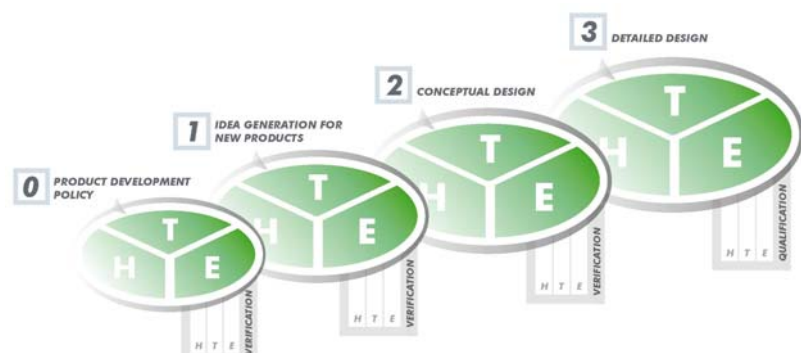 3 DETAILED DESIGN
2 CONCEPTUAL DESIGN
1 IDEA GENERATION FOR
NEW PRODUCTS
0 PRODUCT DEVELOPMENT
POLICY
T
H E
H T E
VERIFICATION
T
H E
H T E
VERIFICATION
T
H E
H T E
VERIFICATION
T
H E
H T E
QUALIFICATION